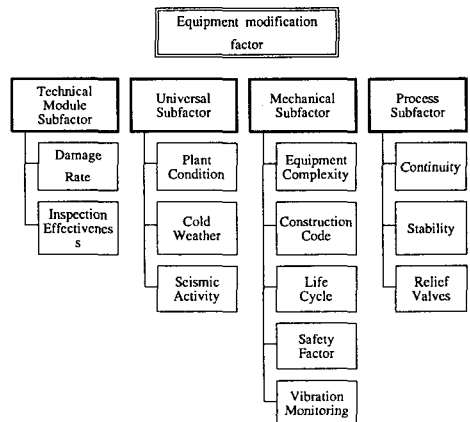 Equipment modification
factor
Technical
Module
Subfactor
Damage
Rate
Inspection
Effectivenes
s
Universal
Subfactor
Plant
Condition
Cold
Weather
Seismic
Activity
Mechanical
Subfactor
Equipment
Complexity
Construction
Code
Life
Cycle
Safety
Factor
Vibration
Monitoring
Process
Subfactor
Continuity
Stability
Relief
Valves